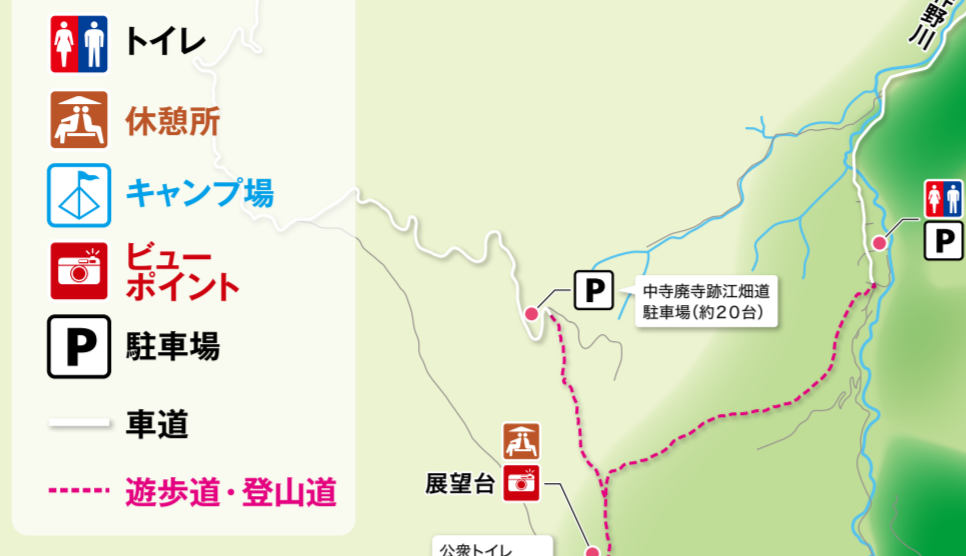 トイレ
休憩所
キャンプ場
ビュー
ポイント
P
駐車場
車道
遊歩道・登山道
野川
P
P
中寺廃寺跡江畑道
駐車場（約20台）
展望台
公衆トイレ